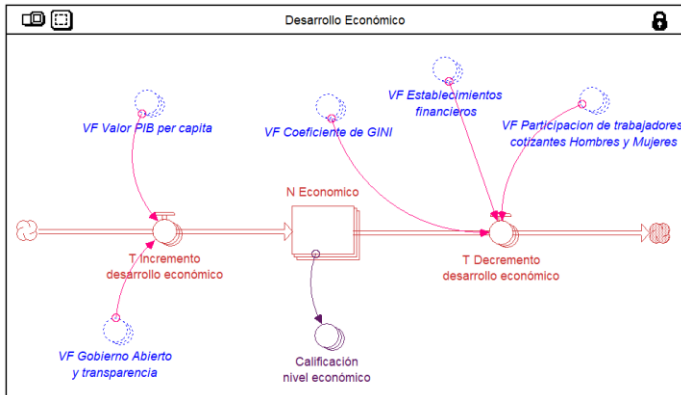 Desarrollo Económico
VF Valor PIB per capita
VF Coeficiente de GINI
VF Establecimientos
financieros
VF Participacion de trabajadores
cotizantes Hombres y Mujeres
N Economico
T Incremento
desarrollo económico
T Decremento
desarrollo económico
VF Gobierno Abierto
y transparencia
Calificación
nivel económico